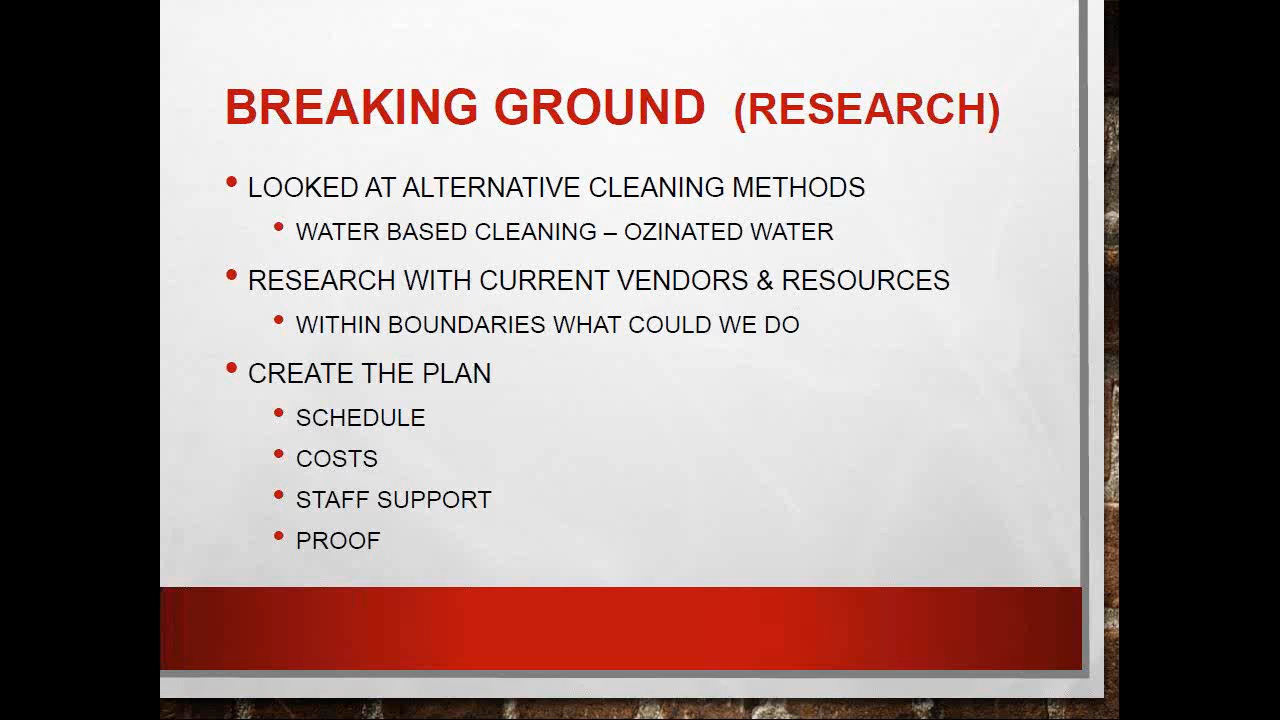 BREAKING GROUND (RESEARCH)
• LOOKED AT ALTERNATIVE CLEANING METHODS
• WATER BASED CLEANING – OZINATED WATER
• RESEARCH WITH CURRENT VENDORS & RESOURCES
• WITHIN BOUNDARIES WHAT COULD WE DO
• CREATE THE PLAN
• SCHEDULE
• COSTS
• STAFF SUPPORT
• PROOF